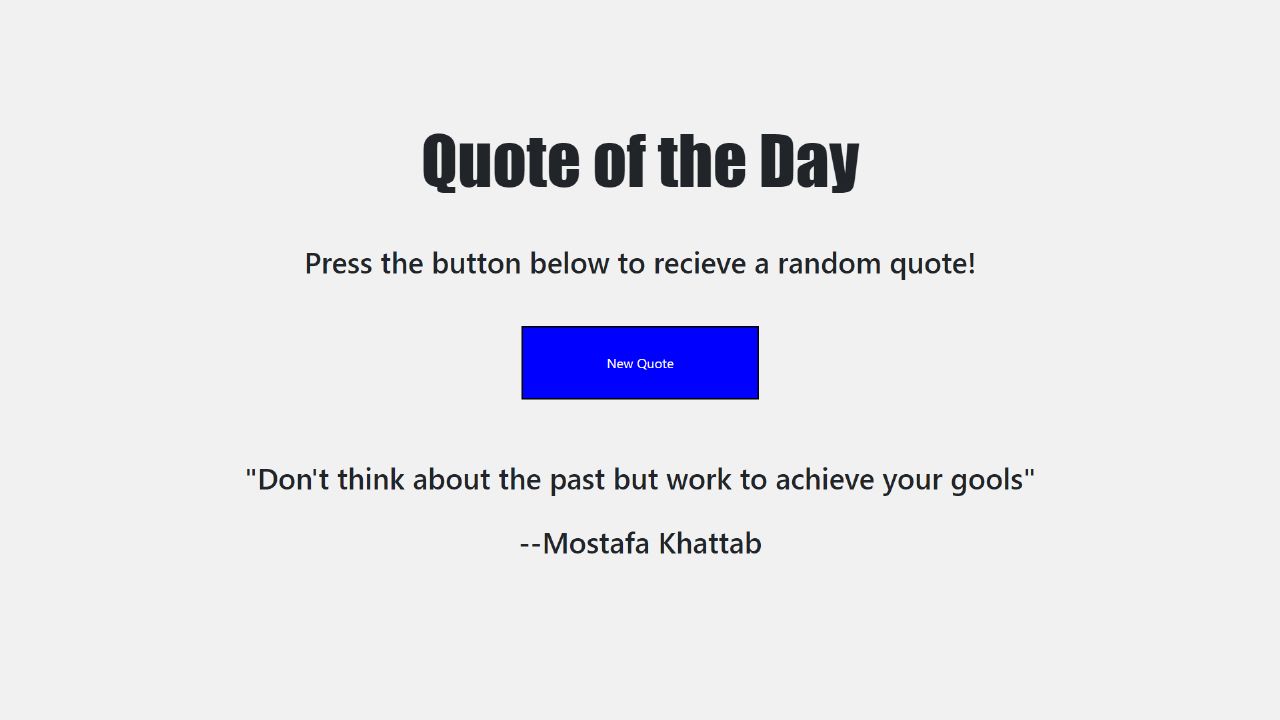 Quote of the Day
Press the button below to recieve a random quote!
New Quote
"Don't think about the past but work to achieve your gools"
--Mostafa Khattab